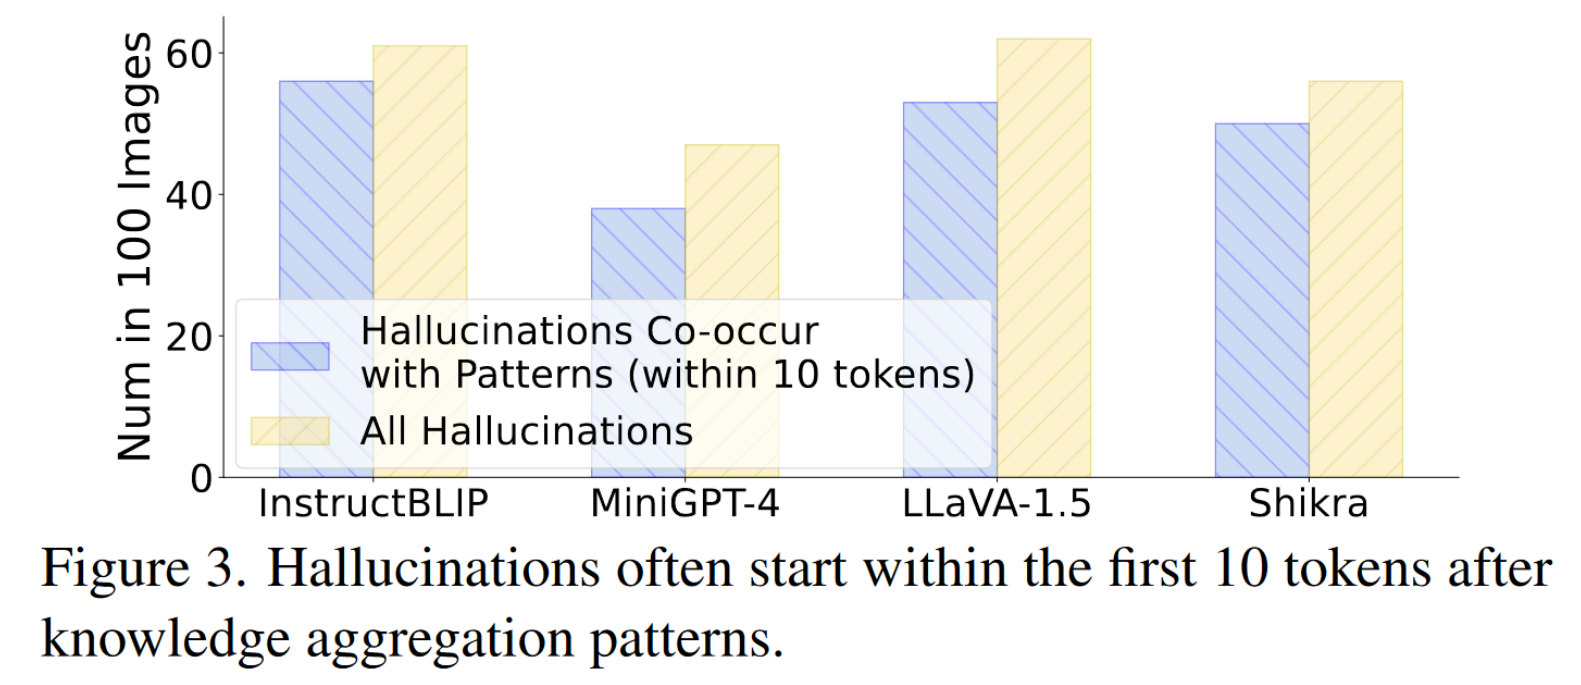 Num in 100 Images
60
40
20
0
Hallucinations Co-occur
with Patterns (within 10 tokens)
All Hallucinations
InstructBLIP
MiniGPT-4
LLaVA-1.5
Shikra
Figure 3. Hallucinations often start within the first 10 tokens after
knowledge aggregation patterns.